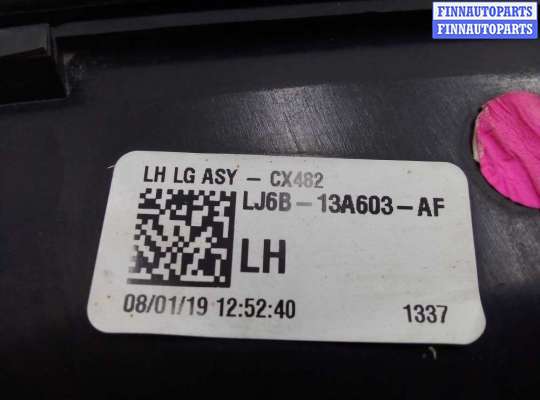 FINNAUTOPARTS
FINNAUTOPARTS
LH LG ASY - CX482
LJ6B - 13A603 - AF
LH
08/01/19 12:52:40
1337